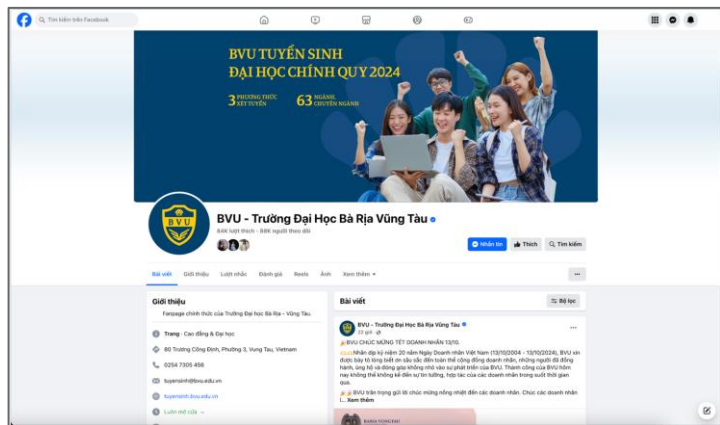 Tìm kiếm trên Facebook
BVU TUYỂN SINH
ĐẠI HỌC CHÍNH QUY 2024
3 PHƯƠNG THỨC XÉT TUYỂN 63 NGÀNH, CHUYÊN NGÀNH
BVU
BVU - Trường Đại Học Bà Rịa Vũng Tàu
84K lượt thích • 88K người theo dõi
Nhắn tin Thích Tìm kiếm
Bài viết Giới thiệu Lượt nhắc Đánh giá Reels Ảnh Xem thêm
Giới thiệu
Fanpage chính thức của Trường Đại học Bà Rịa - Vũng Tàu.
Trang · Cao đẳng & Đại học
80 Trương Công Định, Phường 3, Vung Tau, Vietnam
0254 7305 456
tuyensinh@bvu.edu.vn
tuyensinh.bvu.edu.vn
Luôn mở cửa
Bài viết
Bộ lọc
BVU - Trường Đại Học Bà Rịa Vũng Tàu
22 giờ
BVU CHÚC MỪNG TẾT DOANH NHÂN 13/10.
Nhân dịp kỷ niệm 20 năm Ngày Doanh nhân Việt Nam (13/10/2004 - 13/10/2024), BVU xin
được bày tỏ lòng biết ơn sâu sắc đến toàn thể cộng đồng doanh nhân, những người đã đồng
hành, ủng hộ và đóng góp không nhỏ vào sự phát triển của BVU. Thành công của BVU hôm
nay không thể không kể đến sự tin tưởng, hợp tác của các doanh nhân trong suốt thời gian
qua.
BVU trân trọng gửi lời chúc mừng nồng nhiệt đến các doanh nhân. Chúc các doanh nhân
l... Xem thêm
BARIA VUNGTAU